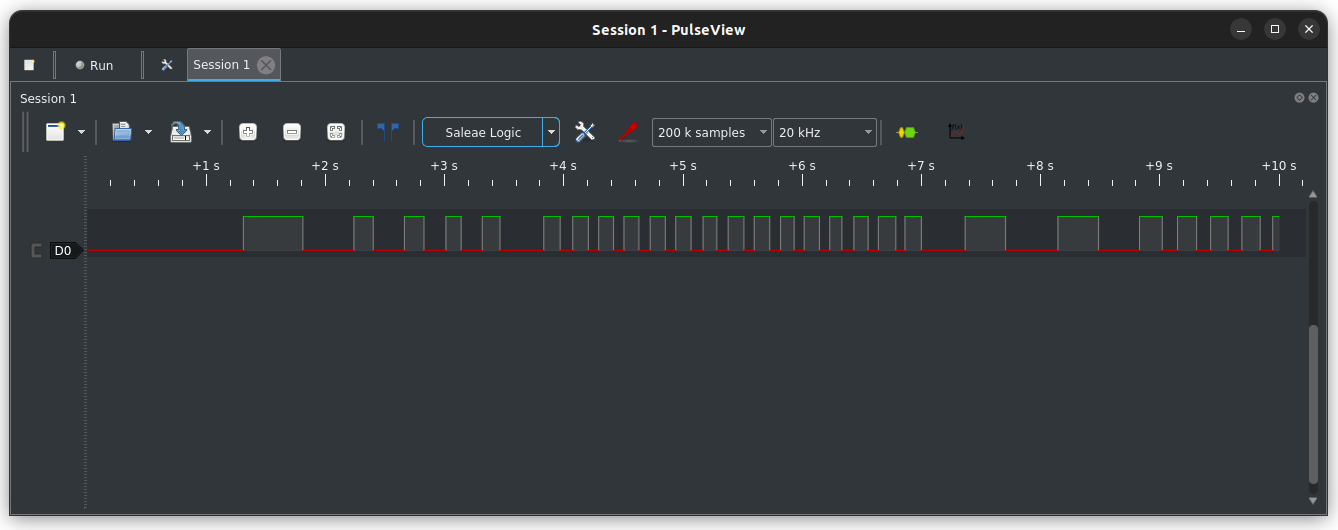 Session 1 - PulseView
Run
Session 1
Session 1
Saleae Logic
200 k samples
20 kHz
+1 s +2 s +3 s +4 s +5 s +6 s +7 s +8 s +9 s +10 s
D0